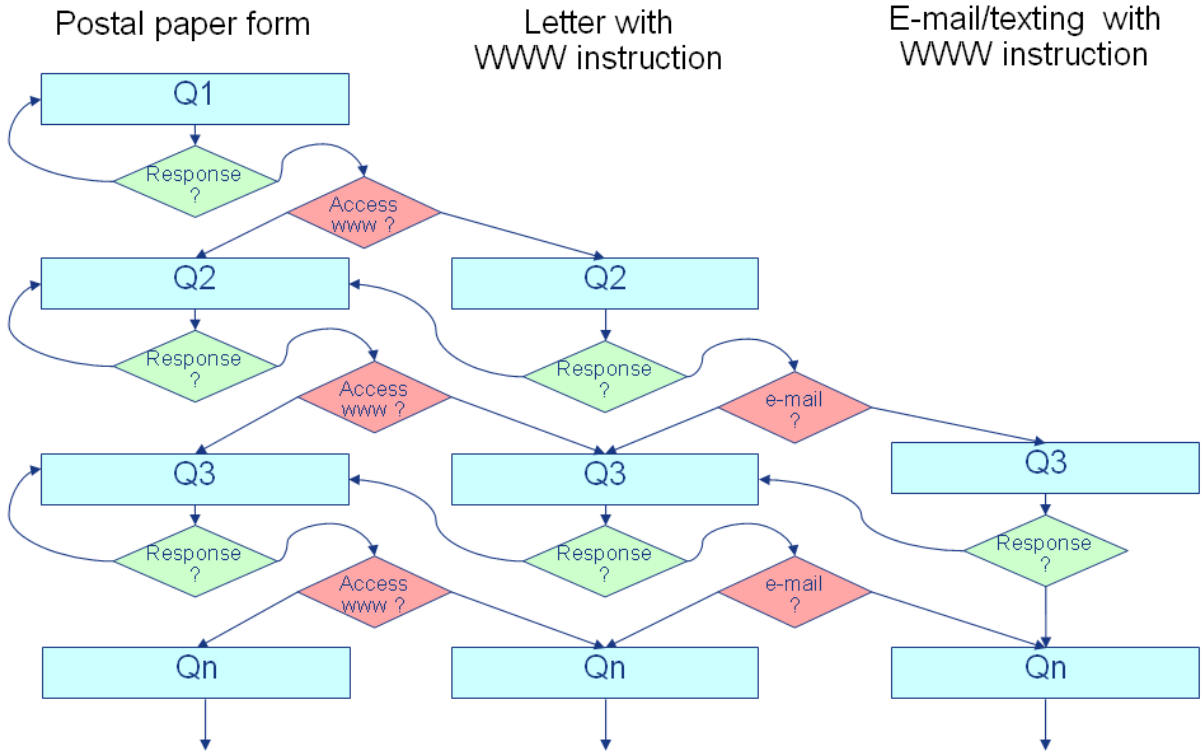 Postal paper form
Letter with
WWW instruction
E-mail/texting with
WWW instruction
Q1
Response
?
Access
www ?
Q2
Q2
Response
?
Response
?
Access
www ?
e-mail
?
Q3
Q3
Q3
Response
?
Response
?
Response
?
Access
www ?
e-mail
?
Qn
Qn
Qn